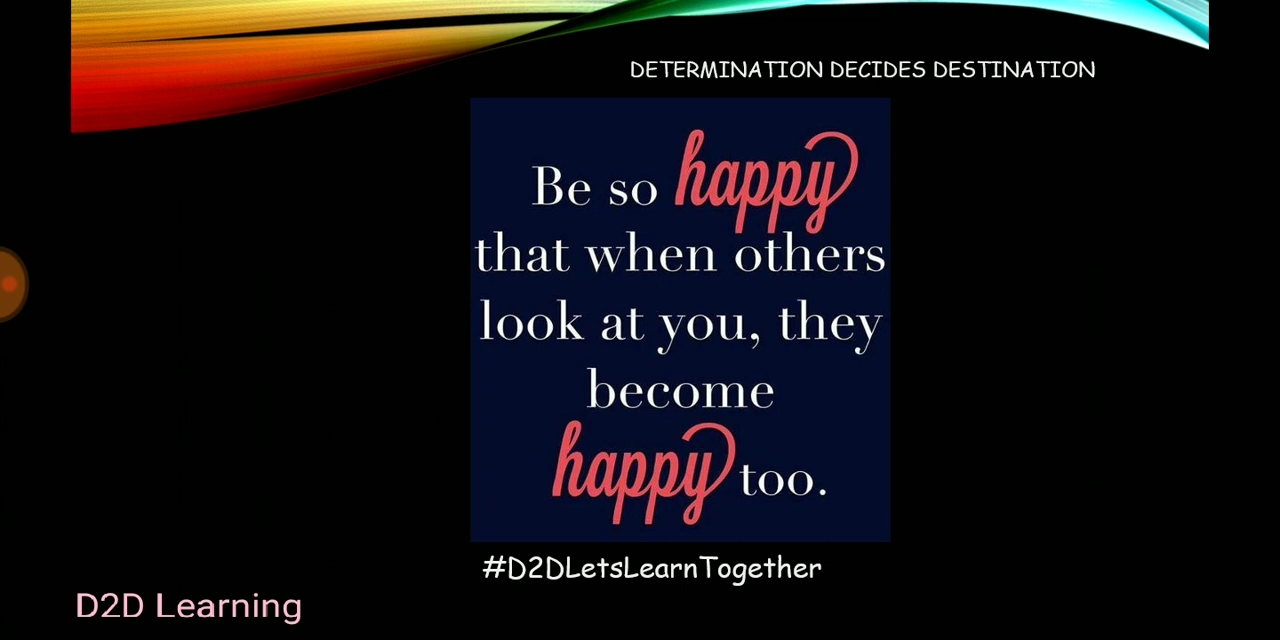 DETERMINATION DECIDES DESTINATION
Be so happy
that when others
look at you, they
become
happy too.
#D2DLetsLearnTogether
D2D Learning